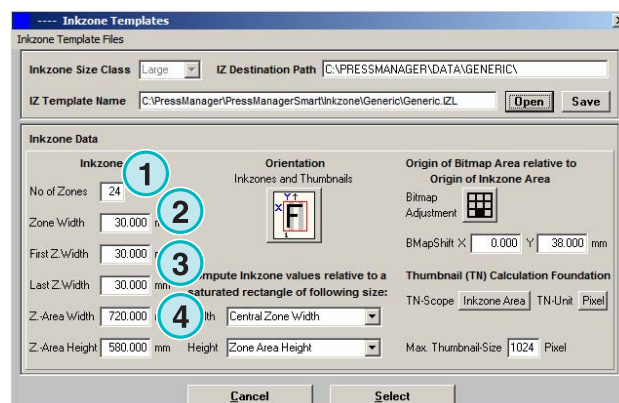 ---- Inkzone Templates
Inkzone Template Files
Inkzone Size Class Large IZ Destination Path C:\PRESSMANAGER\DATA\GENERIC\
IZ Template Name C:\PressManager\PressManagerSmart\Inkzone\Generic\Generic.IZL Open Save
Inkzone Data
Inkzone
Orientation
Inkzones and Thumbnails
Origin of Bitmap Area relative to
Origin of Inkzone Area
No of Zones 24
1
Bitmap
Adjustment
Zone Width 30.000
2
X Y F 1
BMapShift X 0.000 Y 38.000 mm
First Z.Width 30.000
3
Last Z.Width 30.000 mm
Inkzone values relative to a
saturated rectangle of following size:
Thumbnail (TN) Calculation Foundation
TN-Scope Inkzone Area TN-Unit Pixel
Z.-Area Width 720.000
4
Central Zone Width
Z.-Area Height 580.000 mm Height Zone Area Height
Max. Thumbnail-Size 1024 Pixel
Cancel Select